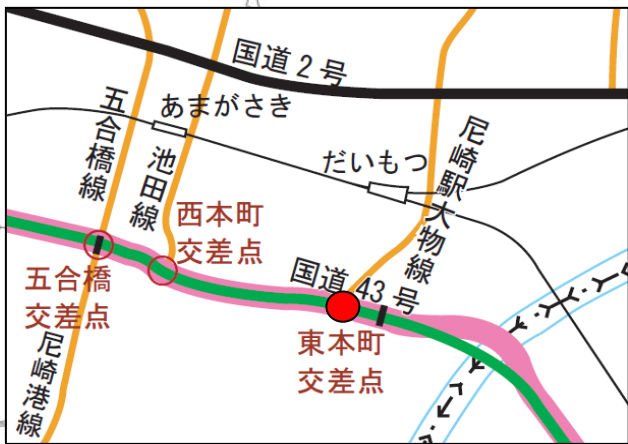 国道2号
五合橋線
あまがさき
池田線
だいもつ
尼崎駅大物線
西本町
交差点
国道43号
五合橋
交差点
東本町
交差点
尼崎港線